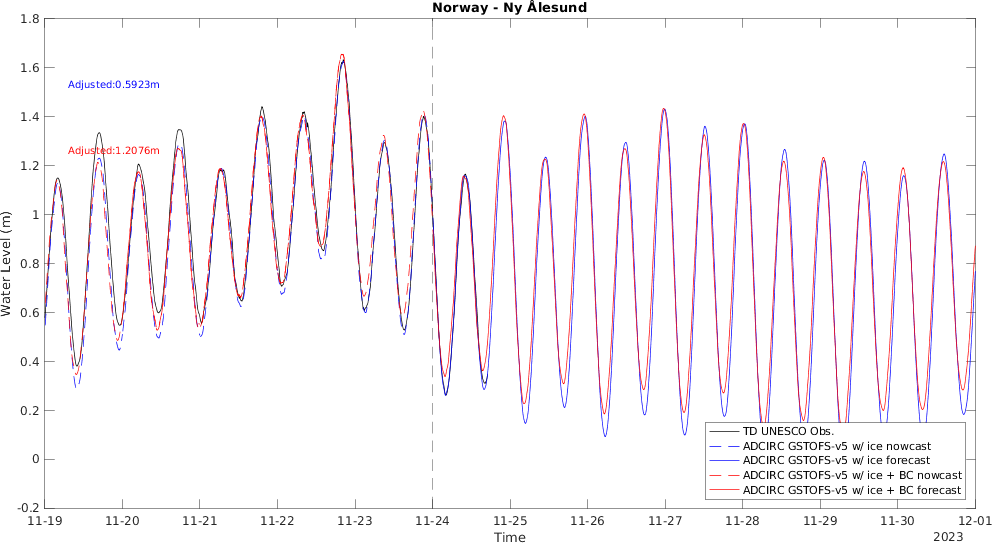 Norway - Ny Ålesund
Water Level (m)
1.8
1.6
1.4
1.2
1
0.8
0.6
0.4
0.2
0
-0.2
Adjusted:0.5923m
Adjusted:1.2076m
TD UNESCO Obs.
ADCIRC GSTOFS-v5 w/ ice nowcast
ADCIRC GSTOFS-v5 w/ ice forecast
ADCIRC GSTOFS-v5 w/ ice + BC nowcast
ADCIRC GSTOFS-v5 w/ ice + BC forecast
11-19 11-20 11-21 11-22 11-23 11-24 11-25 11-26 11-27 11-28 11-29 11-30 12-01
Time
2023